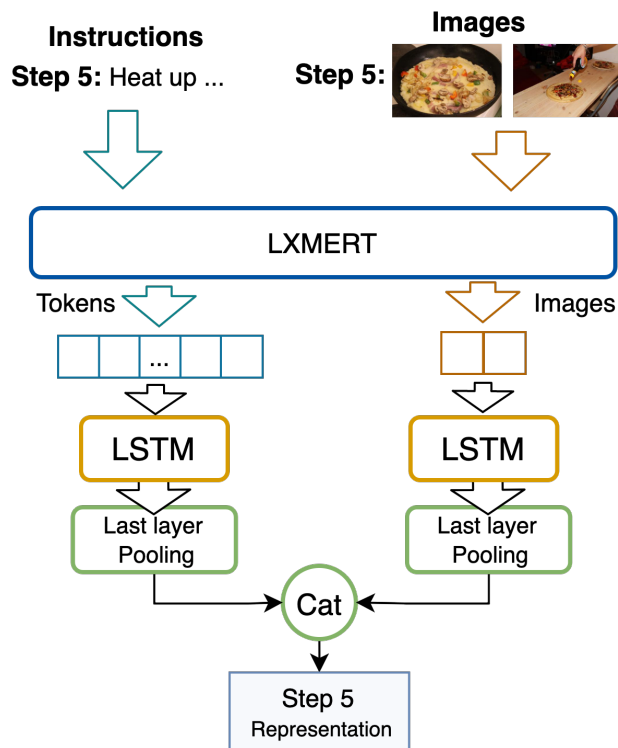 Instructions
Step 5: Heat up ...
Images
Step 5:
LXMERT
Tokens
Images
...
LSTM
LSTM
Last layer
Pooling
Last layer
Pooling
Cat
Step 5
Representation